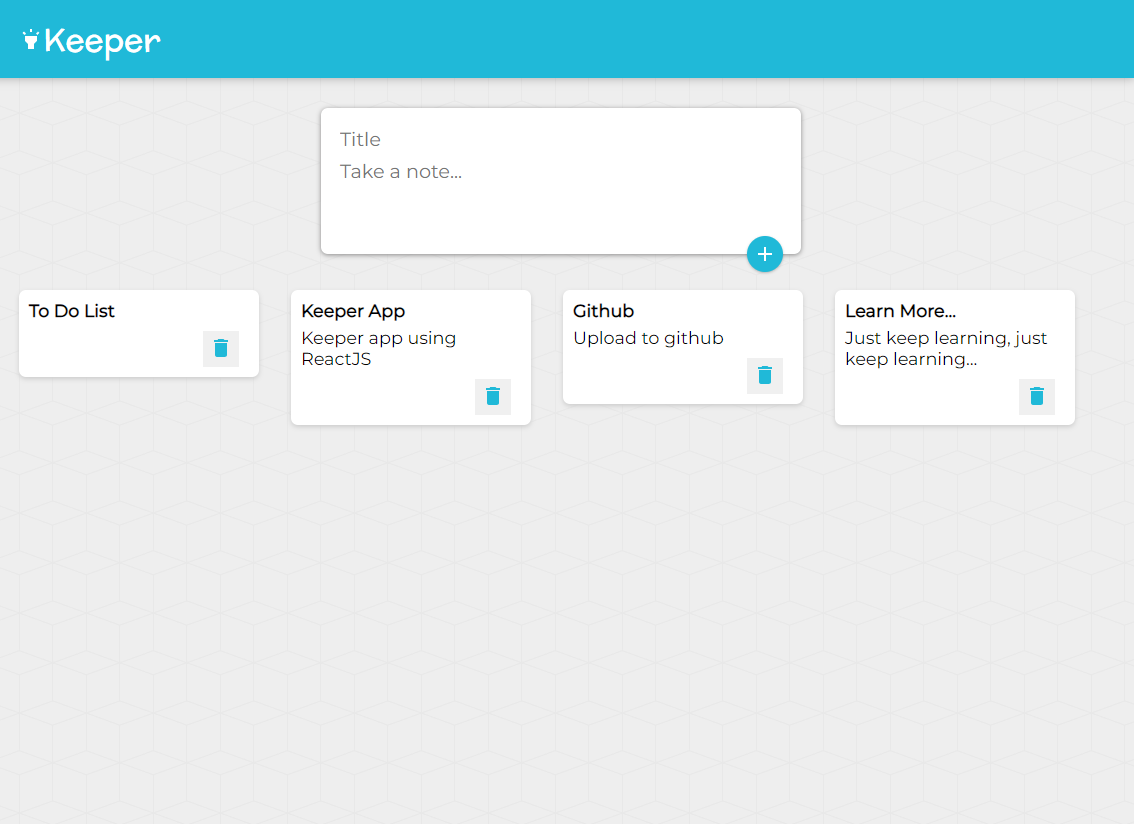 Keeper
Title
Take a note...
To Do List
Keeper App
Keeper app using
ReactJS
Github
Upload to github
Learn More...
Just keep learning, just
keep learning...